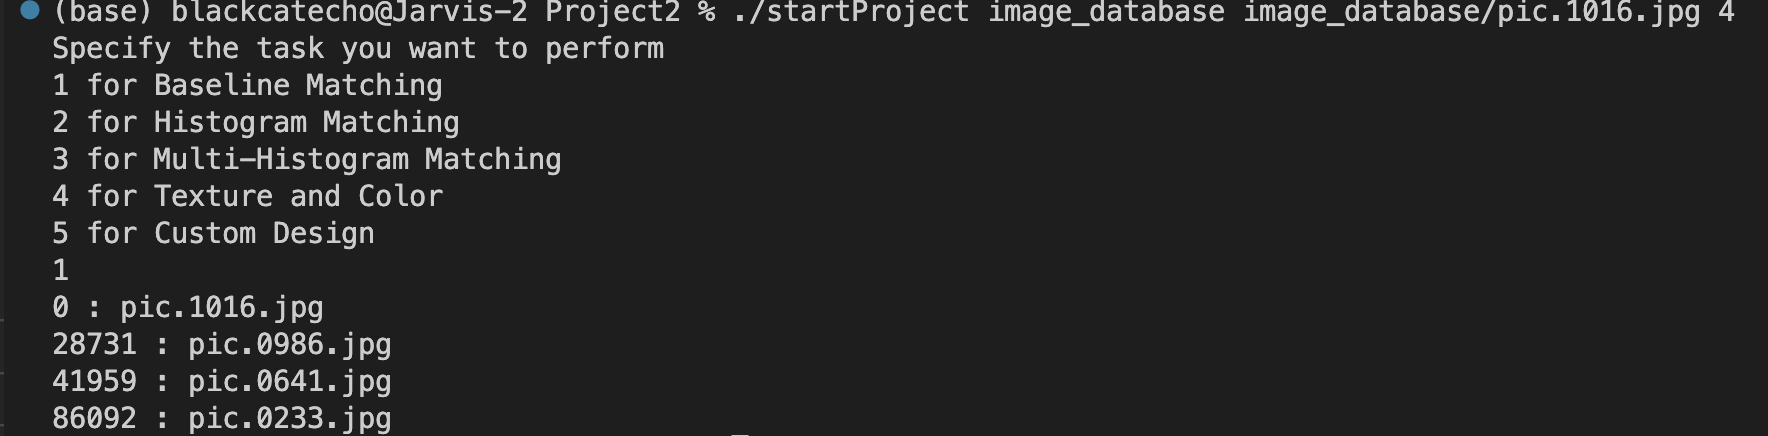 (base) blackcatecho@Jarvis-2 Project2 % ./startProject image_database image_database/pic.1016.jpg 4
Specify the task you want to perform
1 for Baseline Matching
2 for Histogram Matching
3 for Multi-Histogram Matching
4 for Texture and Color
5 for Custom Design
1
0 : pic.1016.jpg
28731 : pic.0986.jpg
41959 : pic.0641.jpg
86092 : pic.0233.jpg